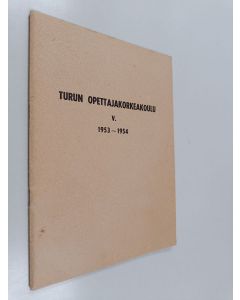 TURUN OPETTAJAKORKEAKOULU
V.
1953 - 1954